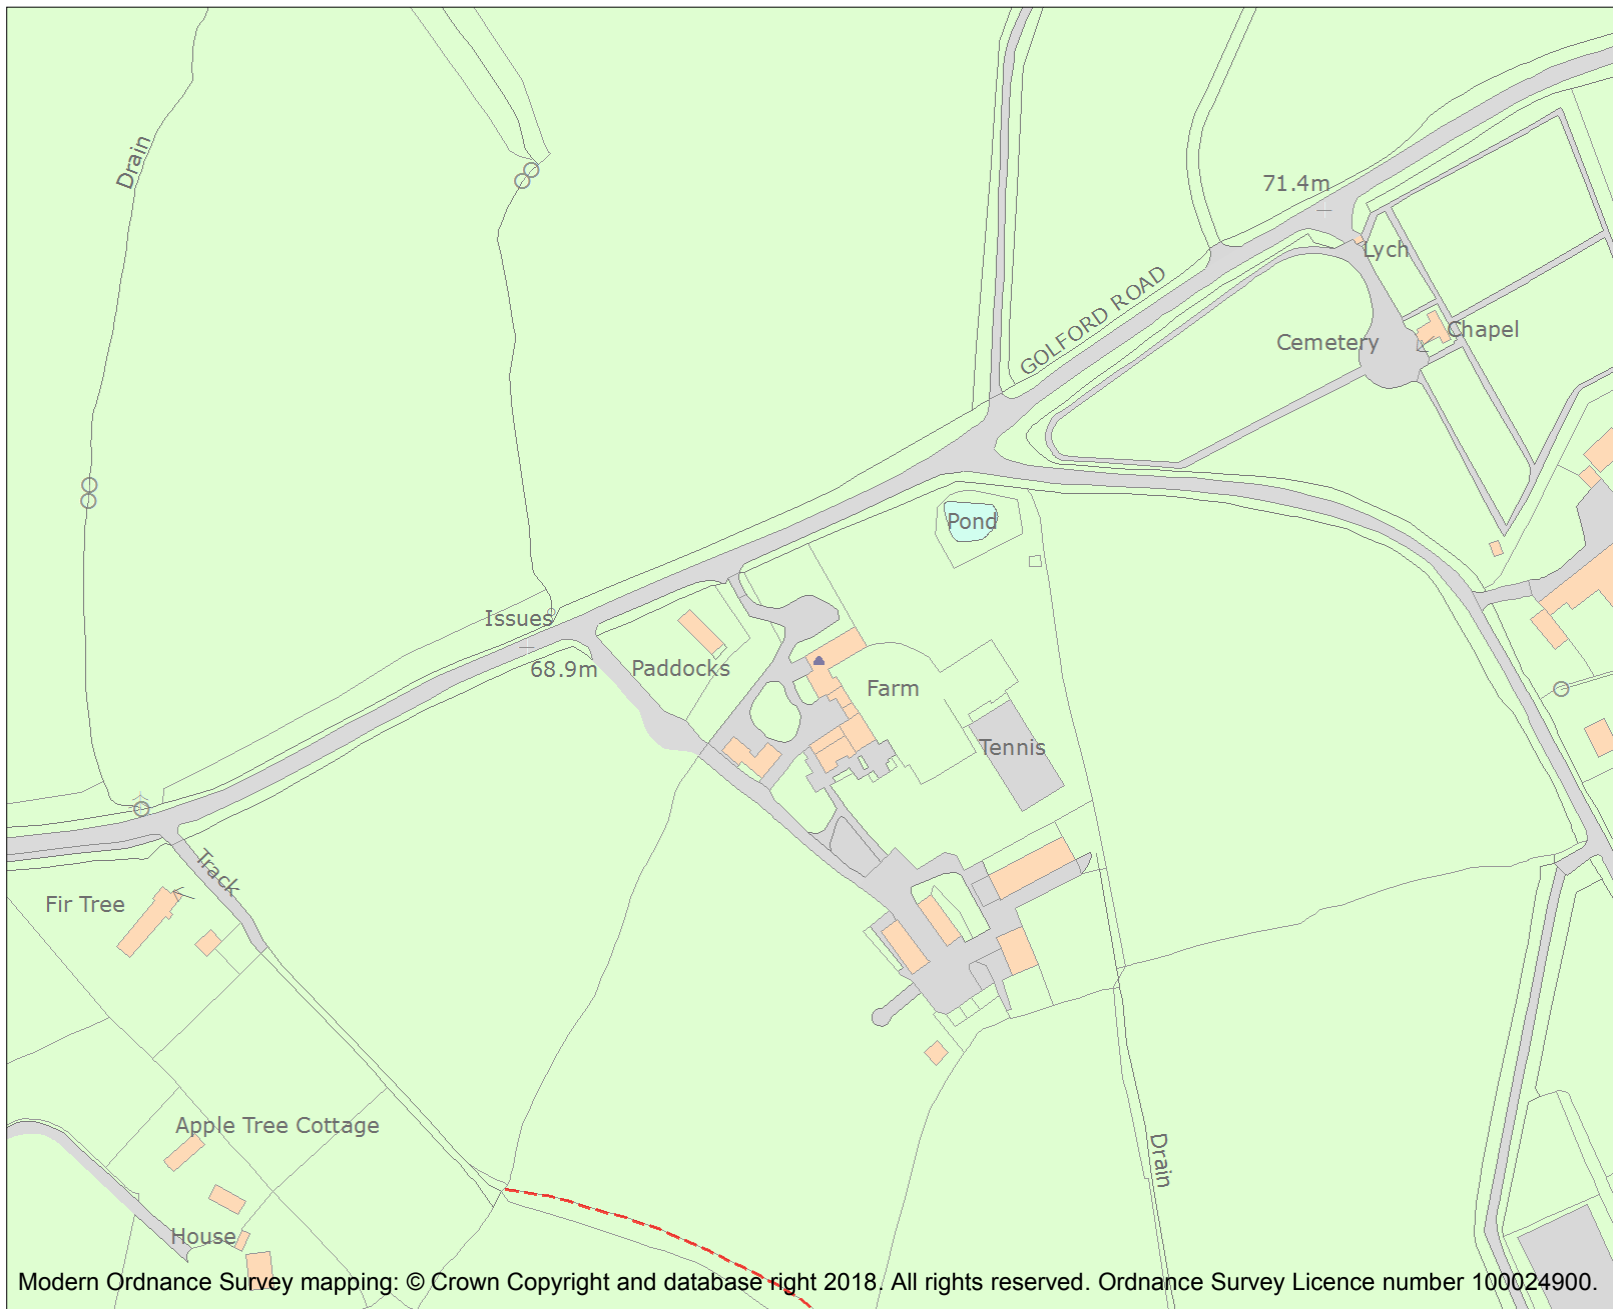 Drain
71.4m
Lych
GOLFORD ROAD
Chapel
Cemetery
Pond
Issues
68.9m
Paddocks
Farm
Tennis
Track
Fir Tree
Apple Tree Cottage
Drain
House
Modern Ordnance Survey mapping: © Crown Copyright and database right 2018. All rights reserved. Ordnance Survey Licence number 100024900.